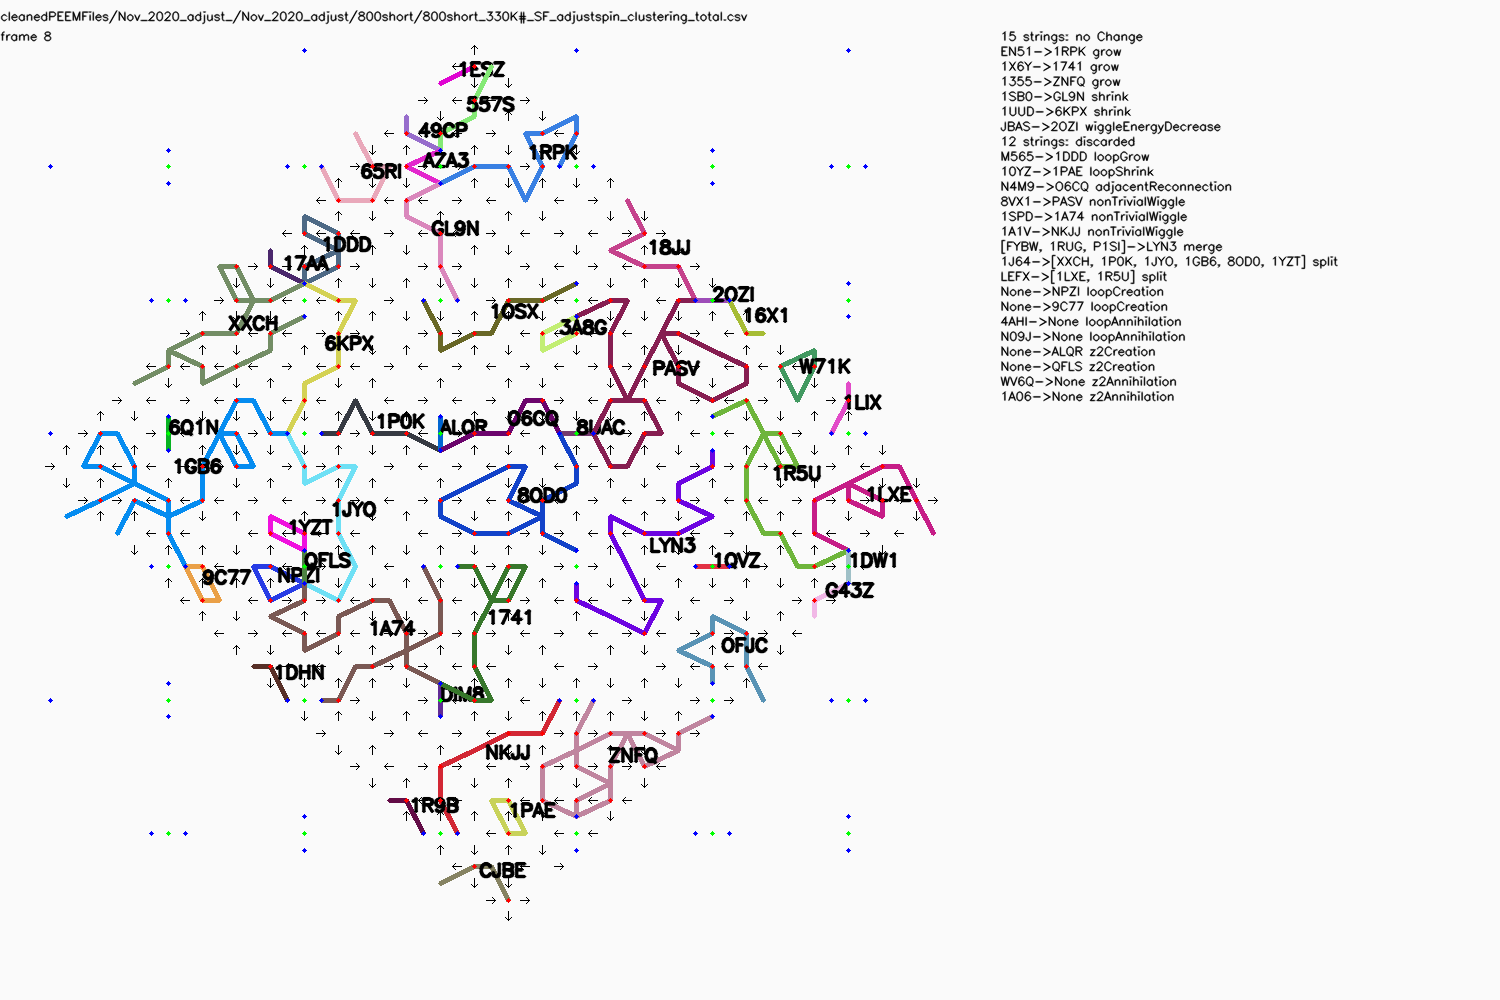 cleanedPEEMFiles/Nov_2020_adjust_/Nov_2020_adjust/800short/800short_330K#_SF_adjustspin_clustering_total.csv
frame 8
15 strings: no Change
EN51->1RPK grow
1X6Y->1741 grow
1355->ZNFQ grow
1SB0->GL9N shrink
1UUD->6KPX shrink
JBAS->2OZI wiggleEnergyDecrease
12 strings: discarded
M565->1DDD loopGrow
10YZ->1PAE loopShrink
N4M9->O6CQ adjacentReconnection
8VX1->PASV nonTrivialWiggle
1SPD->1A74 nonTrivialWiggle
1A1V->NKJJ nonTrivialWiggle
[FYBW, 1RUG, P1SI]->LYN3 merge
1J64->[XXCH, 1P0K, 1JYO, 1GB6, 8OD0, 1YZT] split
LEFX->[1LXE, 1R5U] split
None->NPZI loopCreation
None->9C77 loopCreation
4AHI->None loopAnnihilation
N09J->None loopAnnihilation
None->ALQR z2Creation
None->QFLS z2Creation
WV6Q->None z2Annihilation
1A06->None z2Annihilation
1ESZ
557S
49CP
A7A3
1RPK
65RI
GL9N
1DDD
18JJ
17AA
2OZI
1OSX
16X1
XXCH
3A8G
6KPX
PASV
W71K
1LIX
1P0K
O6CQ
6Q1N
ALQR
8LAC
1GB6
1R5U
8OD0
1LXE
1JYO
1YZT
LYN3
QFLS
1QVZ
1DW1
9C77
NPZI
G43Z
1741
1A74
OFJC
1DHN
DIM8
NKJJ
ZNFQ
1R9B
1PAE
CJBE